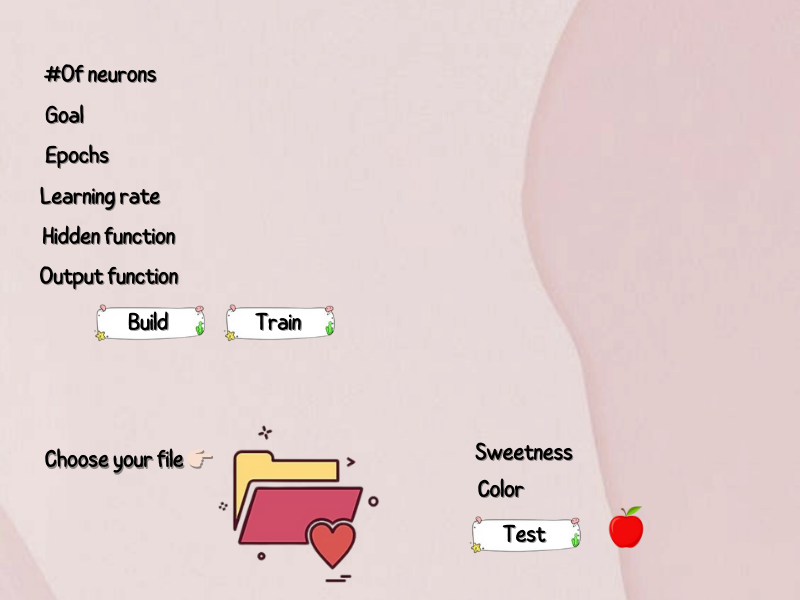 #Of neurons
Goal
Epochs
Learning rate
Hidden function
Output function
Build
Train
Choose your file
Sweetness
Color
Test